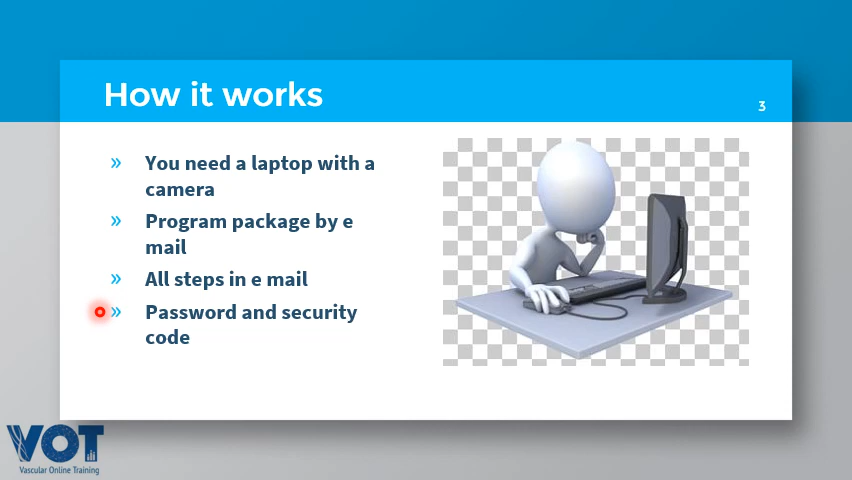 How it works
3
» You need a laptop with a
camera
» Program package by e
mail
» All steps in e mail
» Password and security
code
VOT
Vascular Online Training